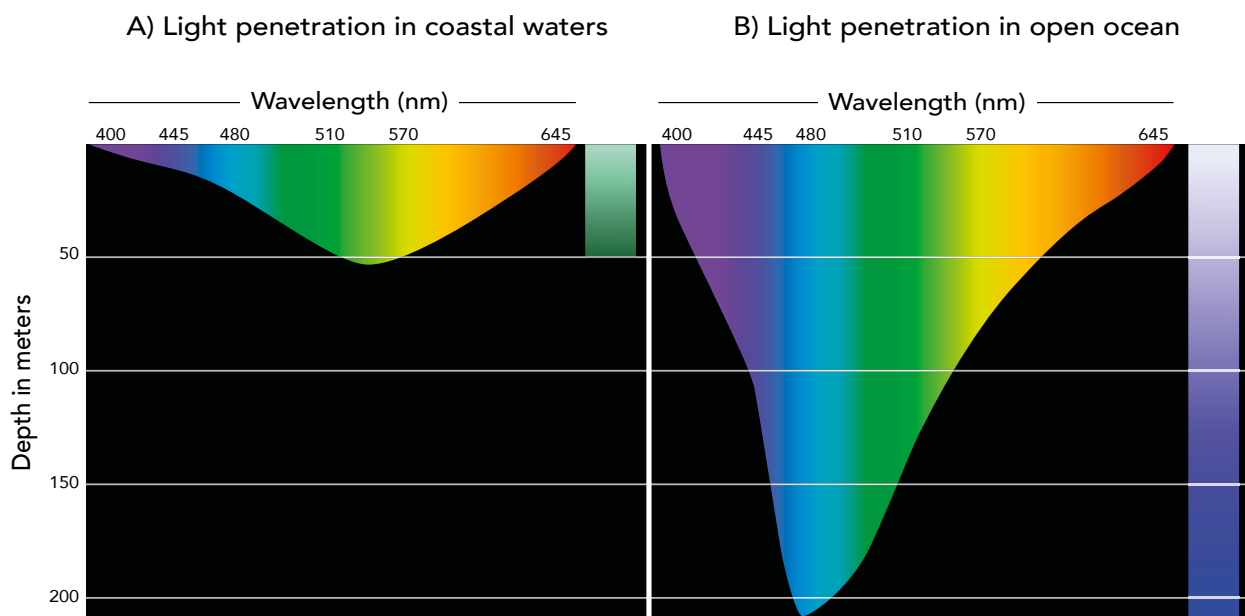 A) Light penetration in coastal waters
B) Light penetration in open ocean
Wavelength (nm)
Wavelength (nm)
400 445 480 510 570 645
400 445 480 510 570 645
Depth in meters
50
100
150
200